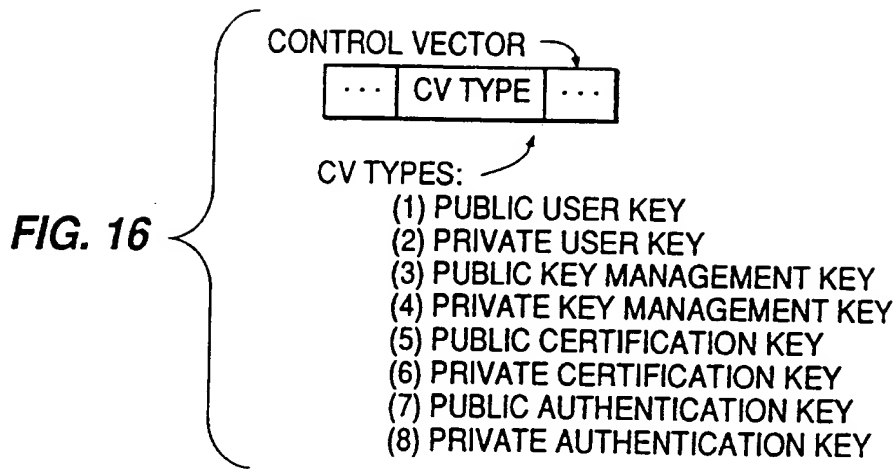 CONTROL VECTOR
... CV TYPE ...
CV TYPES:
(1) PUBLIC USER KEY
(2) PRIVATE USER KEY
(3) PUBLIC KEY MANAGEMENT KEY
(4) PRIVATE KEY MANAGEMENT KEY
(5) PUBLIC CERTIFICATION KEY
(6) PRIVATE CERTIFICATION KEY
(7) PUBLIC AUTHENTICATION KEY
(8) PRIVATE AUTHENTICATION KEY
FIG. 16